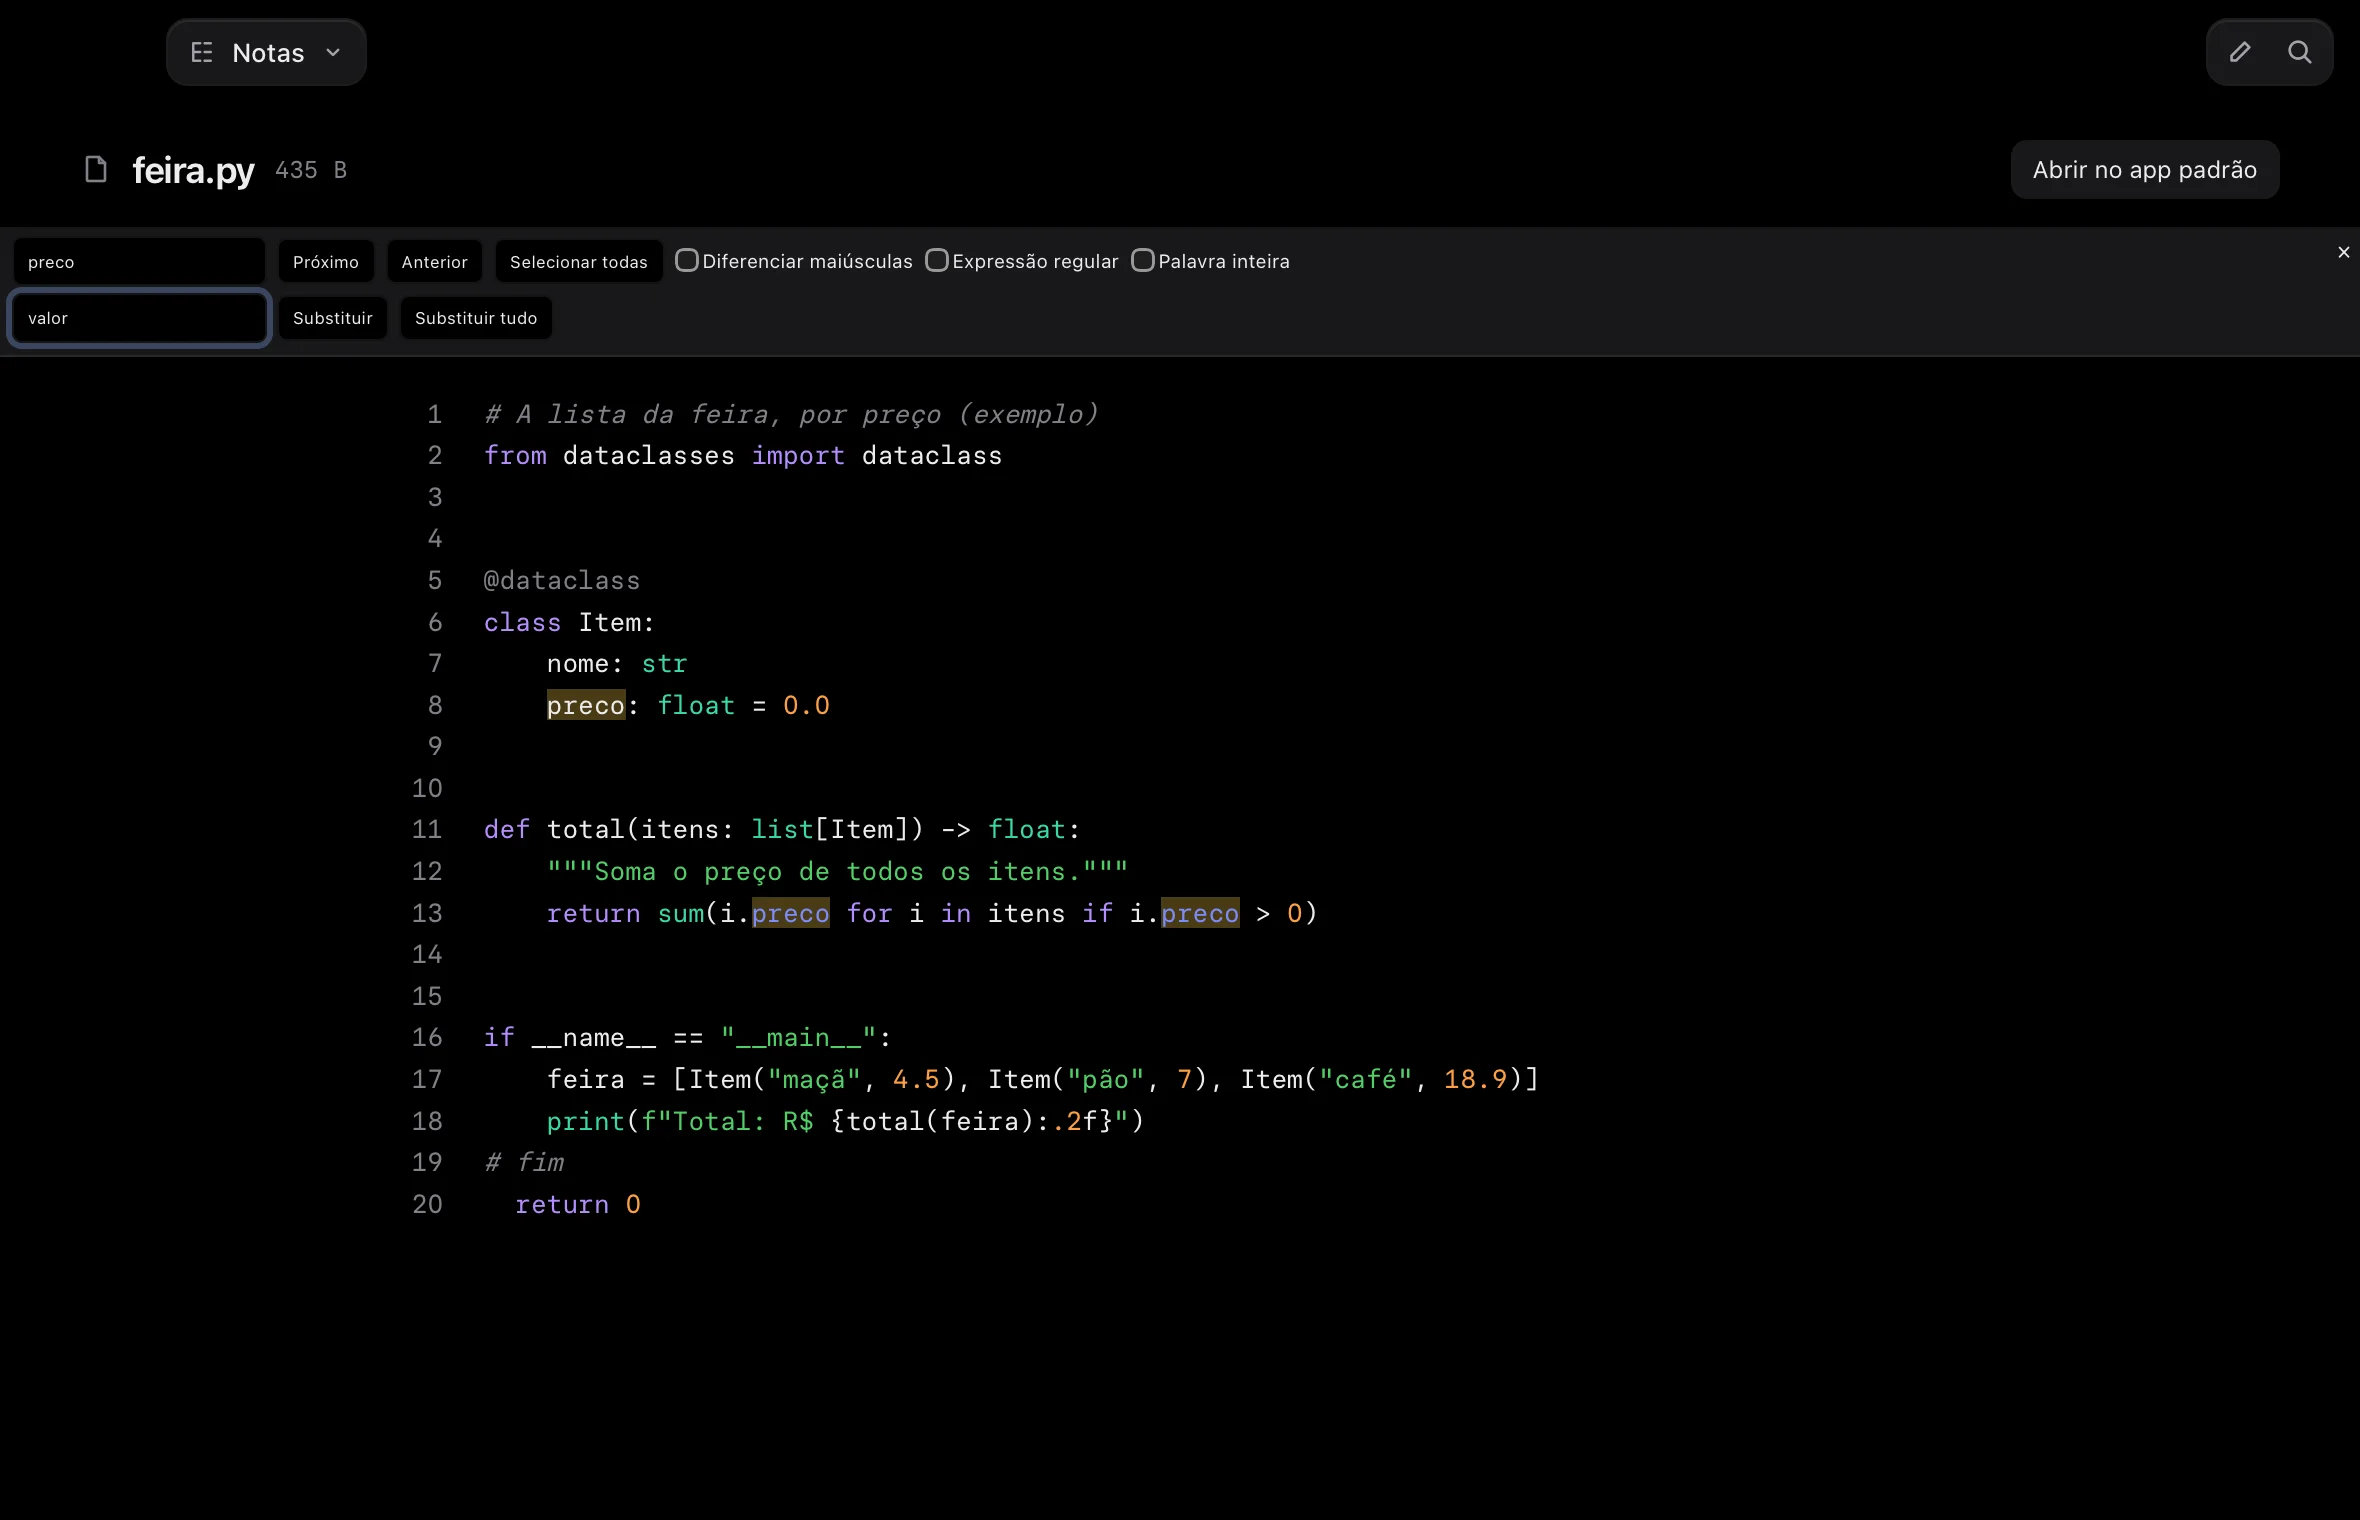 Notas
feira.py 435 B
Abrir no app padrão
preco Próximo Anterior Selecionar todas Diferenciar maiúsculas Expressão regular Palavra inteira ×
valor Substituir Substituir tudo
1 # A lista da feira, por preço (exemplo)
2 from dataclasses import dataclass
3
4
5 @dataclass
6 class Item:
7     nome: str
8     preco: float = 0.0
9
10
11 def total(itens: list[Item]) -> float:
12     """Soma o preço de todos os itens."""
13     return sum(i.preco for i in itens if i.preco > 0)
14
15
16 if __name__ == "__main__":
17     feira = [Item("maçã", 4.5), Item("pão", 7), Item("café", 18.9)]
18     print(f"Total: R$ {total(feira):.2f}")
19 # fim
20   return 0